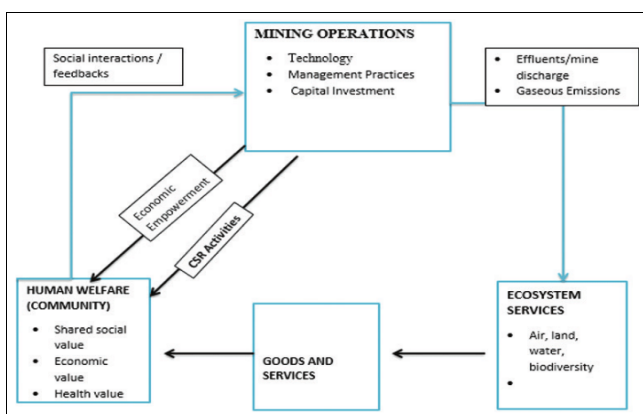 MINING OPERATIONS
• Technology
• Management Practices
• Capital Investment
Social interactions /
feedbacks
• Effluents/mine
discharge
• Gaseous Emissions
Economic
Empowerment
CSR Activities
HUMAN WELFARE
(COMMUNITY)
• Shared social
value
• Economic
value
• Health value
GOODS AND
SERVICES
ECOSYSTEM
SERVICES
• Air, land,
water,
biodiversity
•